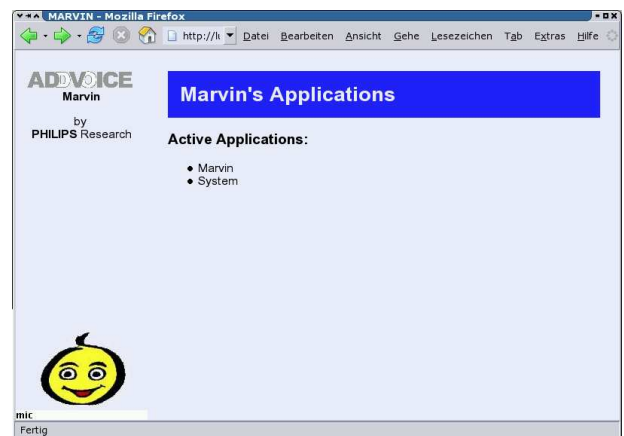 MARVIN - Mozilla Firefox
http://l Datei Bearbeiten Ansicht Gehe Lesezeichen Tab Extras Hilfe
ADDVOICE
Marvin
by
PHILIPS Research
Marvin's Applications
Active Applications:
Marvin
System
mic
Fertig